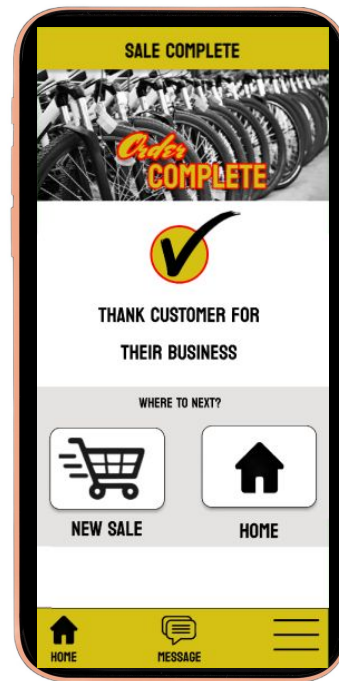 SALE COMPLETE
Order
COMPLETE
THANK CUSTOMER FOR
THEIR BUSINESS
WHERE TO NEXT?
NEW SALE
HOME
HOME
MESSAGE